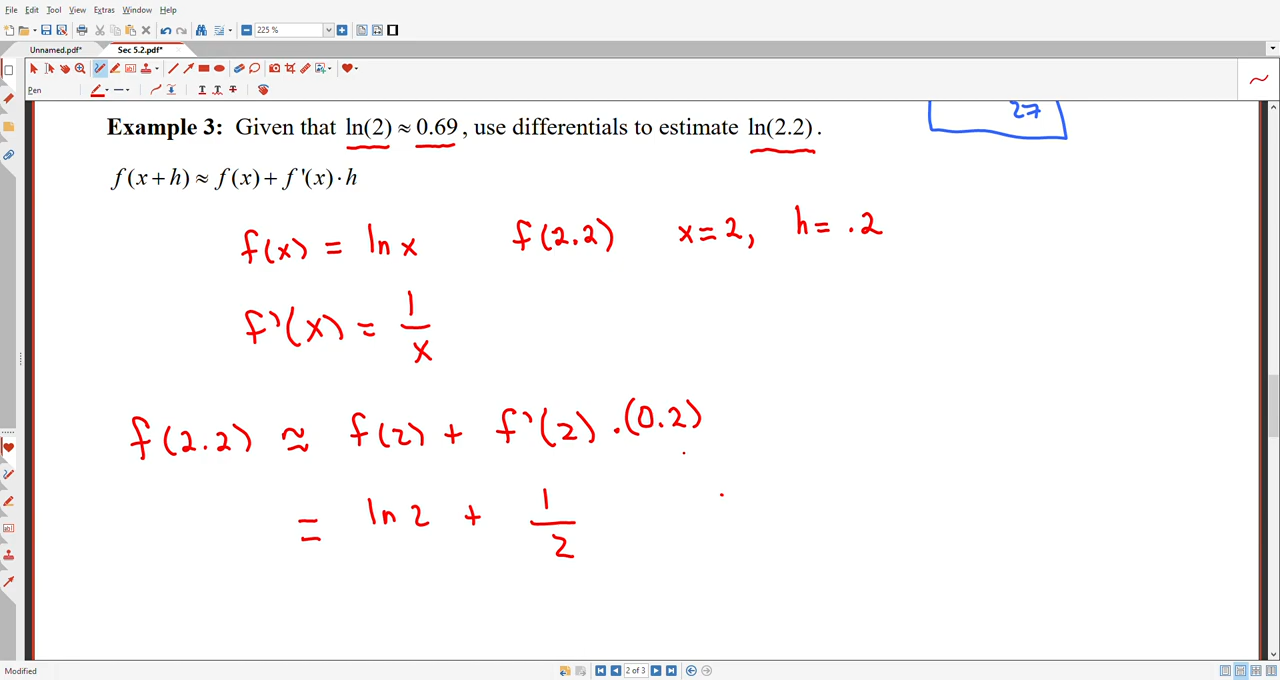 File Edit View Tool Extras Window Help
225 %
Unnamed.pdf* Sec 5.2.pdf*
Pen
27
Example 3: Given that ln(2) ≈ 0.69, use differentials to estimate ln(2.2).
f(x+h) ≈ f(x)+ f'(x)·h
f(x) = ln x f(2.2) x=2, h= .2
f'(x) = 1/x
f(2.2) ≈ f(2) + f'(2) . (0.2)
= ln 2 + 1/2
Modified
2 of 3